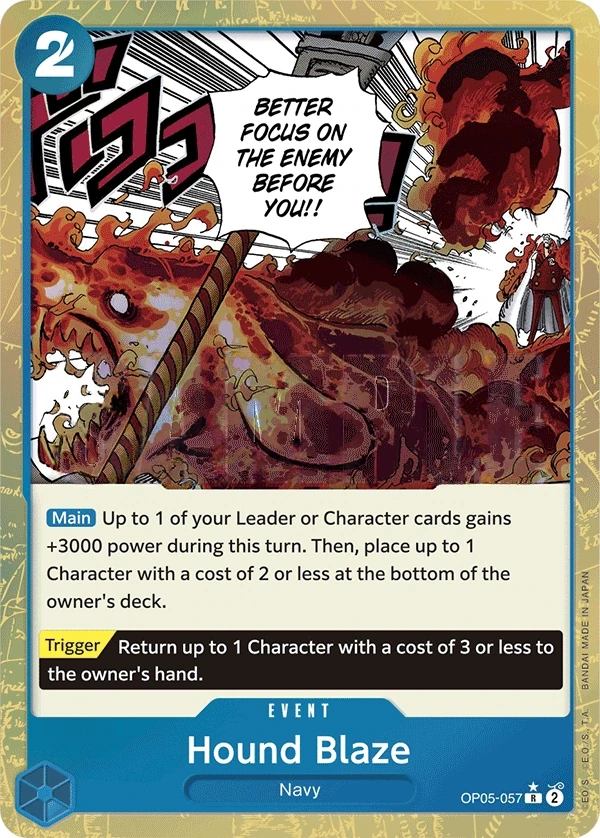 2
BETTER
FOCUS ON
THE ENEMY
BEFORE
YOU!!
Main Up to 1 of your Leader or Character cards gains
+3000 power during this turn. Then, place up to 1
Character with a cost of 2 or less at the bottom of the
owner's deck.
Trigger Return up to 1 Character with a cost of 3 or less to
the owner's hand.
EVENT
Hound Blaze
Navy
OP05-057 R 2
BANDAI MADE IN JAPAN